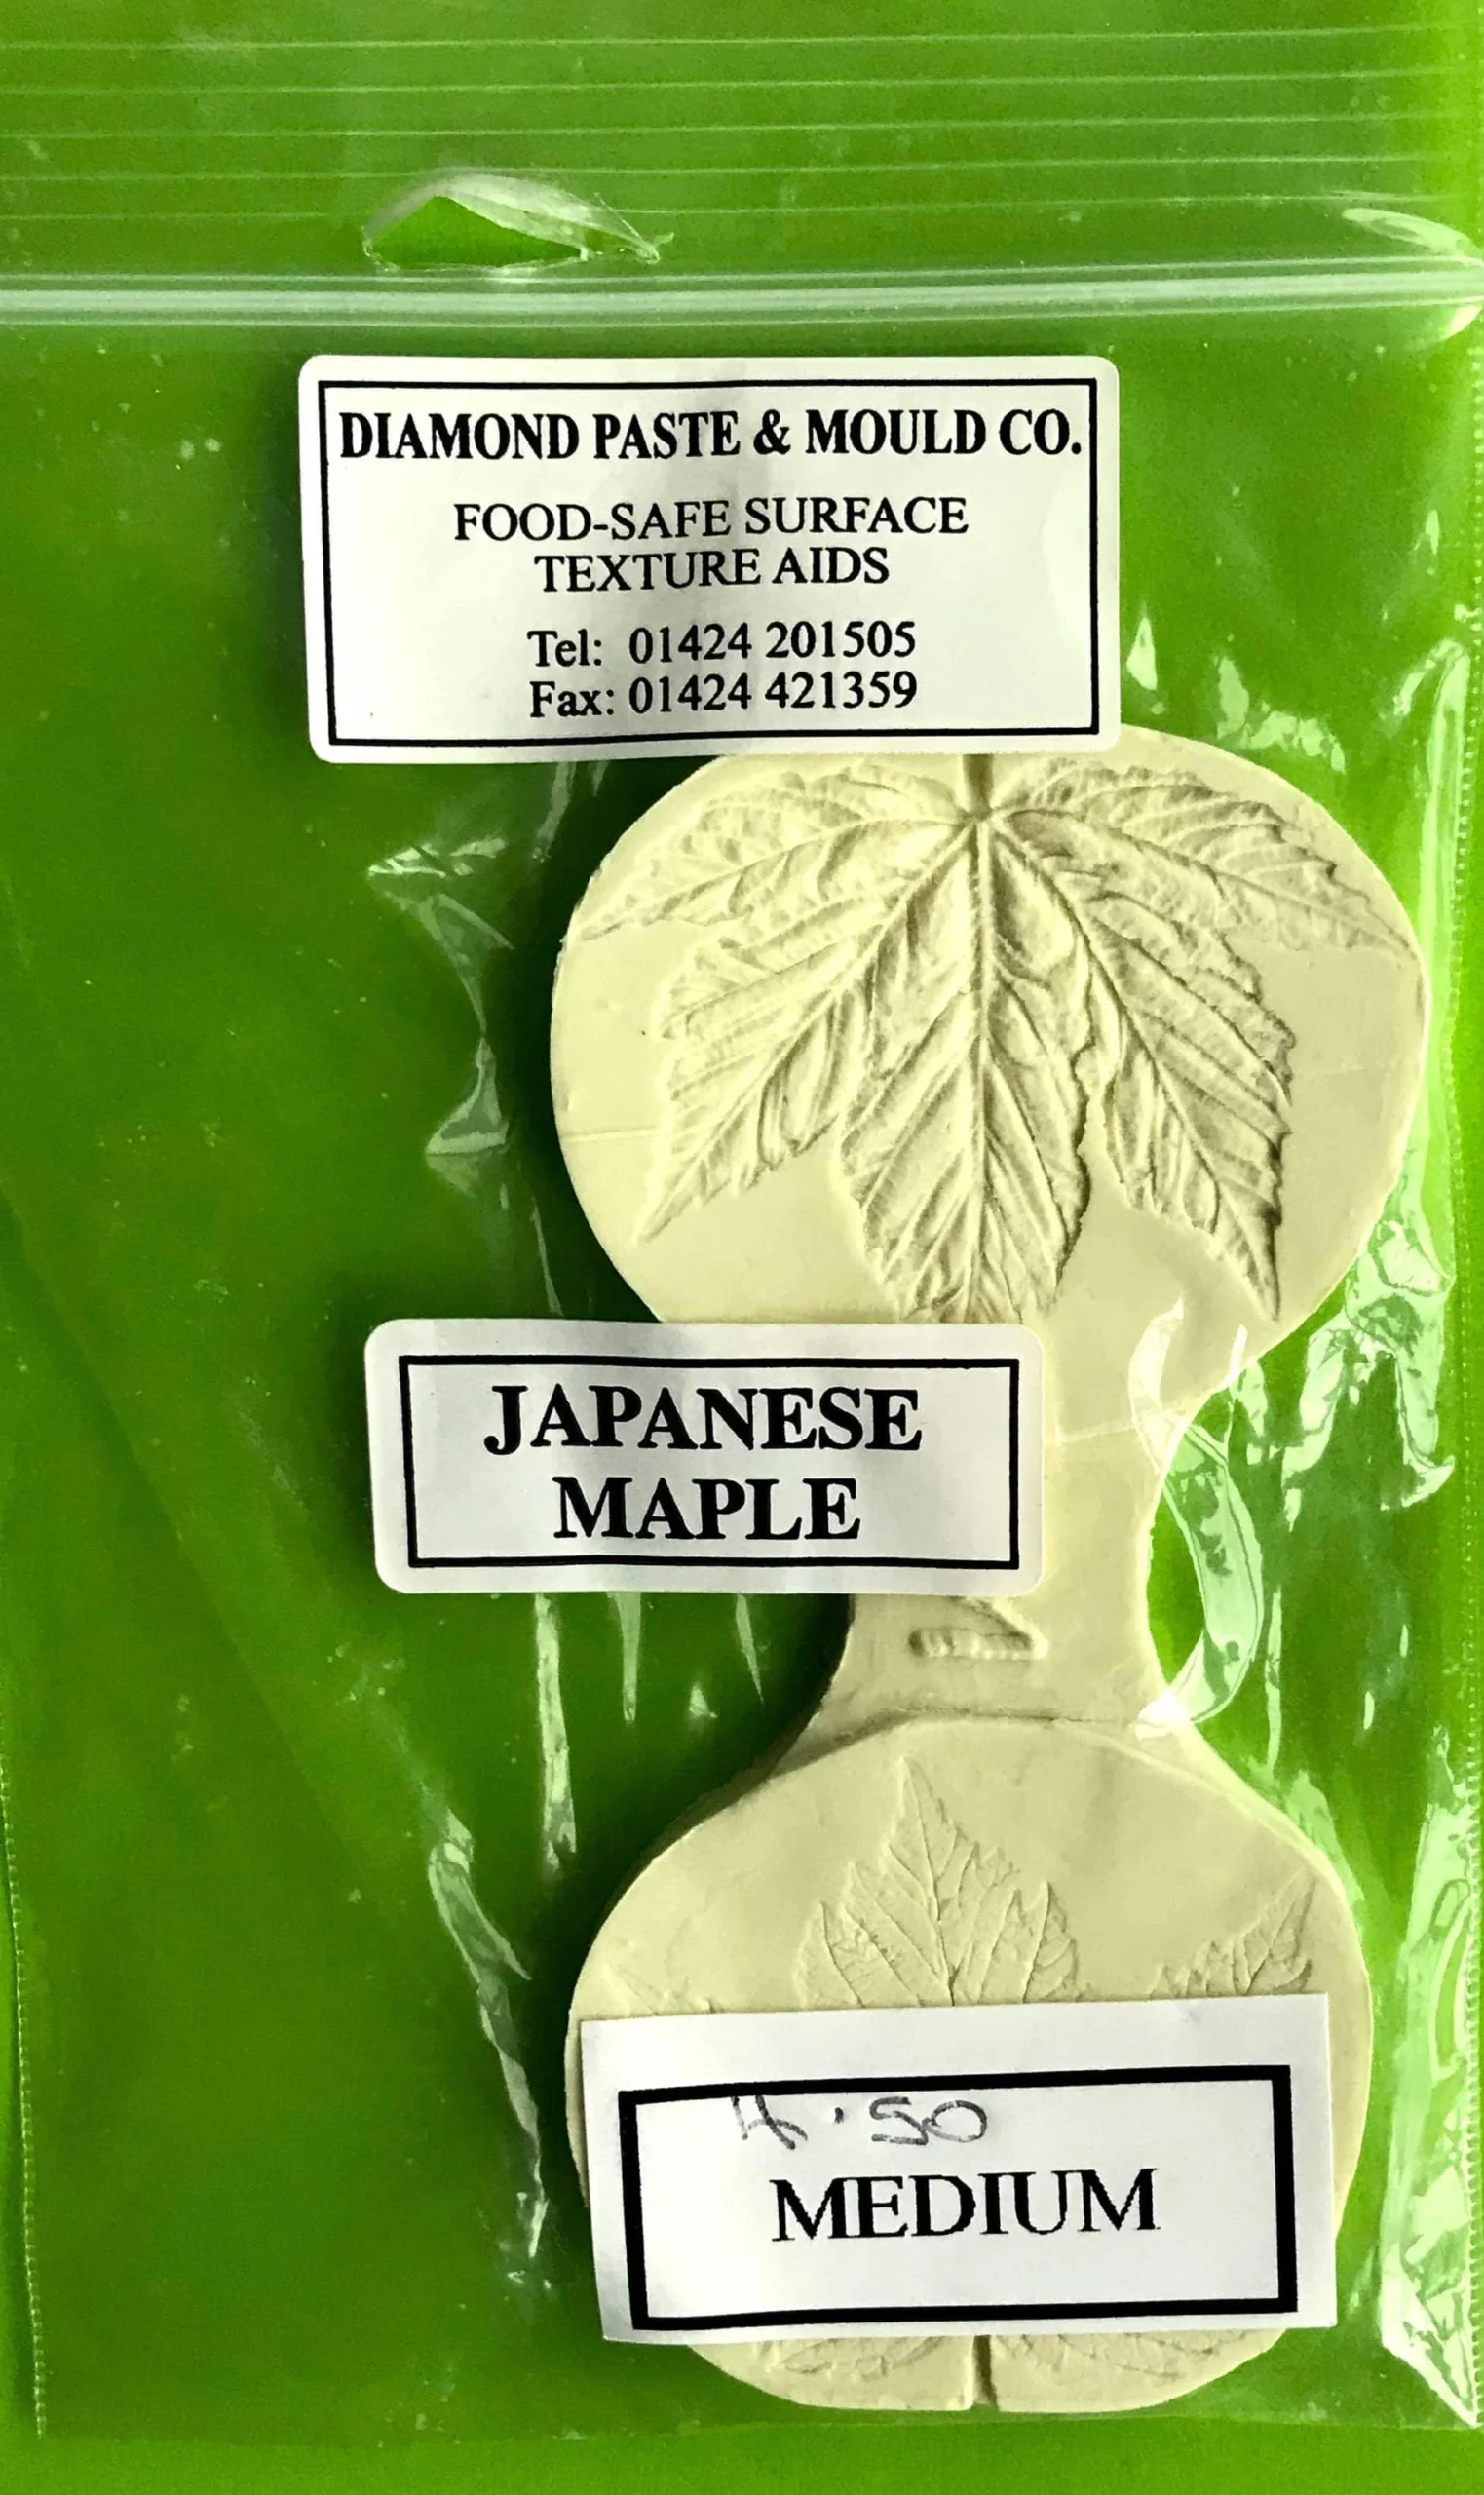 DIAMOND PASTE & MOULD CO.
FOOD-SAFE SURFACE
TEXTURE AIDS
Tel: 01424 201505
Fax: 01424 421359
JAPANESE
MAPLE
4.50
MEDIUM